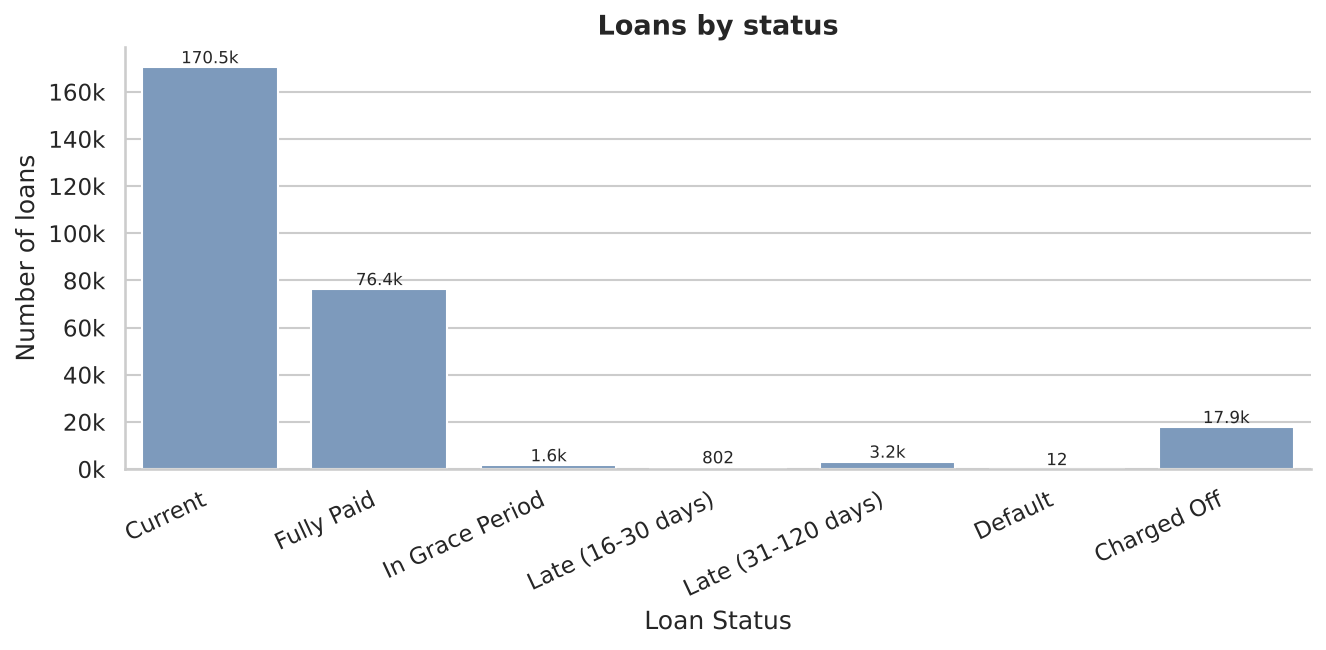 Loans by status
Number of loans
160k
140k
120k
100k
80k
60k
40k
20k
0k
170.5k
76.4k
1.6k
802
3.2k
12
17.9k
Current
Fully Paid
In Grace Period
Late (16-30 days)
Late (31-120 days)
Default
Charged Off
Loan Status